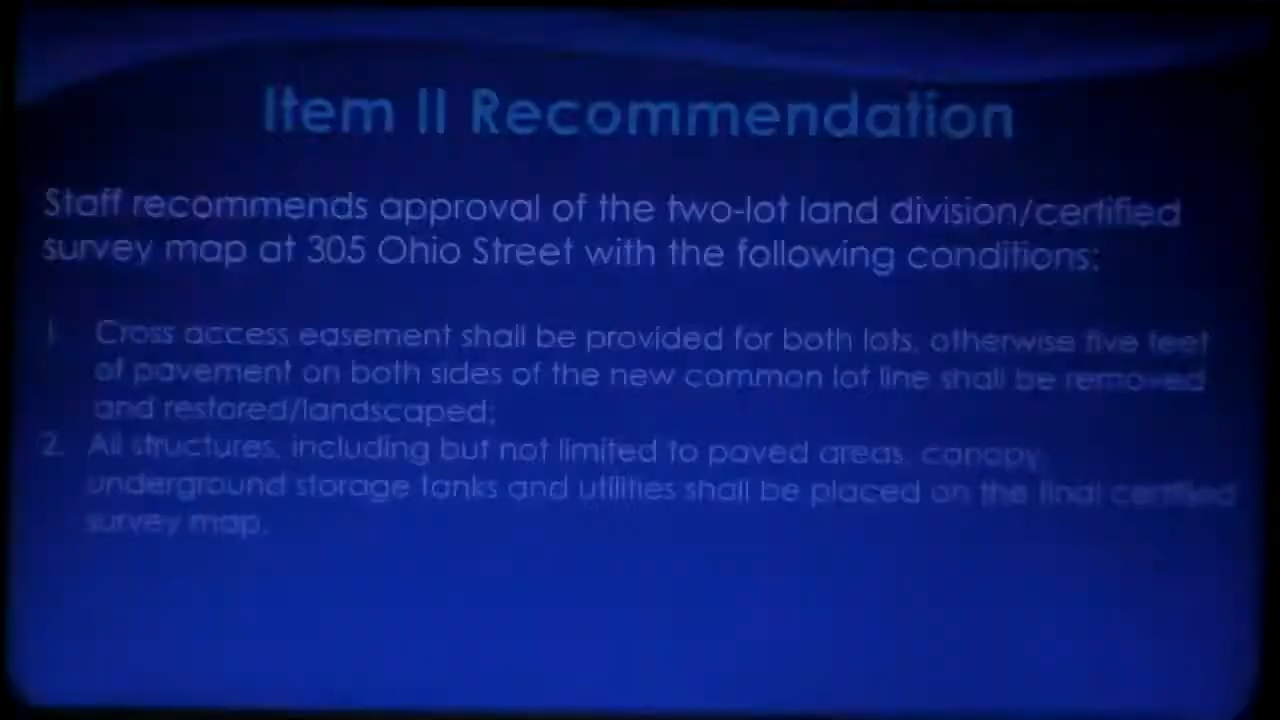 Item II Recommendation
Staff recommends approval of the two-lot land division/certified
survey map at 305 Ohio Street with the following conditions:
1. Cross access easement shall be provided for both lots, otherwise five feet
of pavement on both sides of the new common lot line shall be removed
and restored/landscaped;
2. All structures, including but not limited to paved areas, canopy,
underground storage tanks and utilities shall be placed on the final certified
survey map.